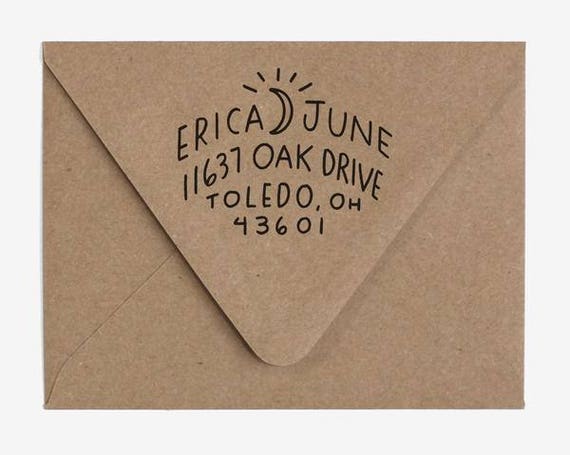 ERICA JUNE
11637 OAK DRIVE
TOLEDO, OH
43601